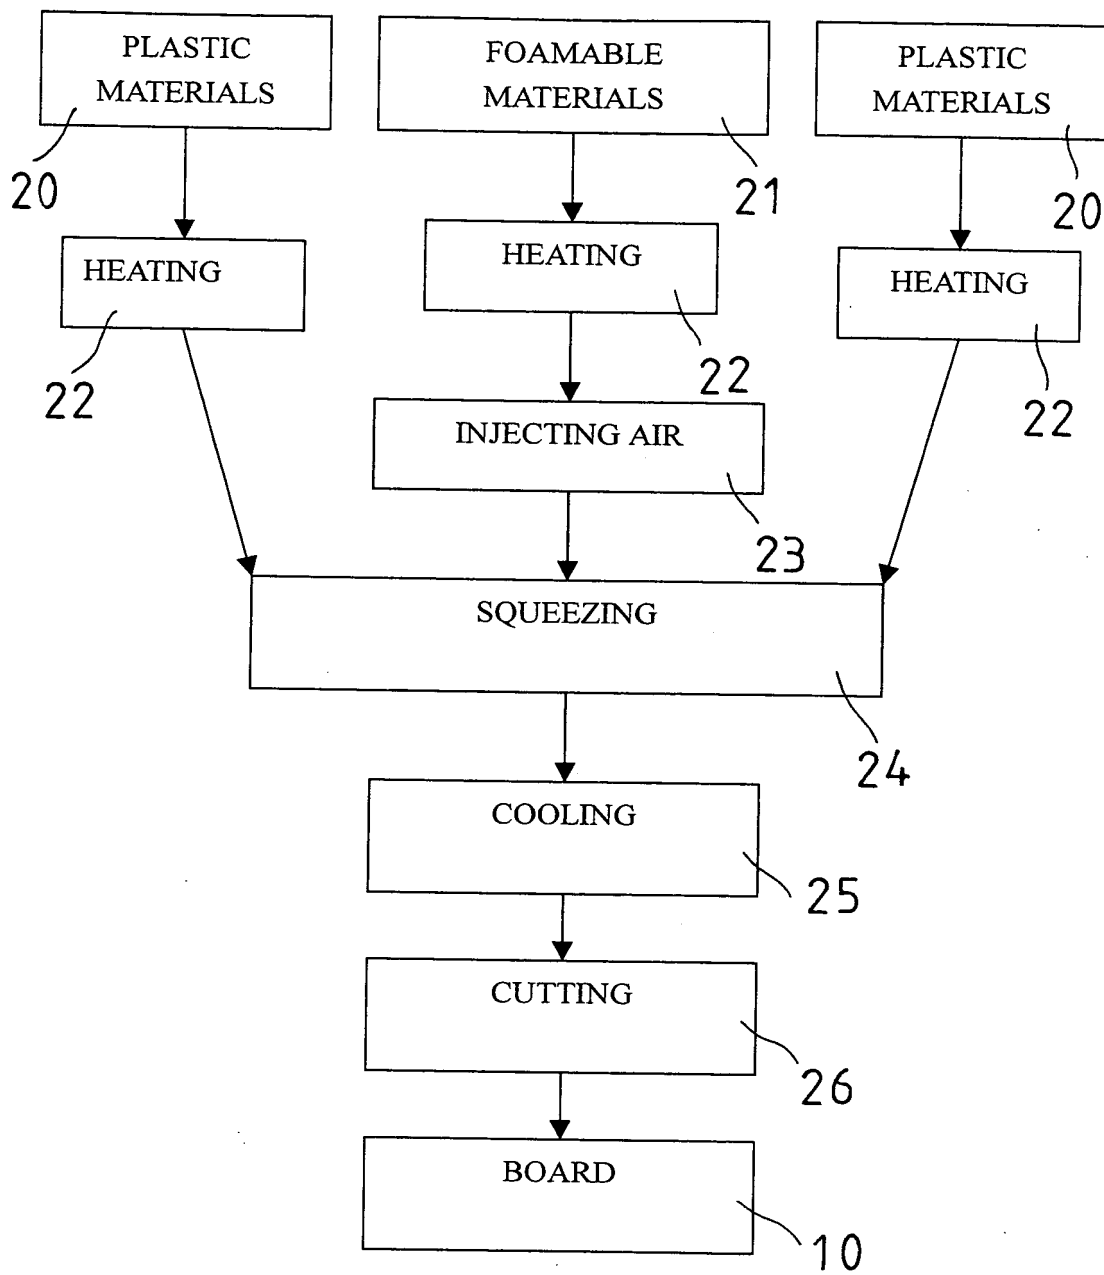 PLASTIC
MATERIALS
20
FOAMABLE
MATERIALS
21
PLASTIC
MATERIALS
20
HEATING
22
HEATING
22
HEATING
22
INJECTING AIR
23
SQUEEZING
24
COOLING
25
CUTTING
26
BOARD
10